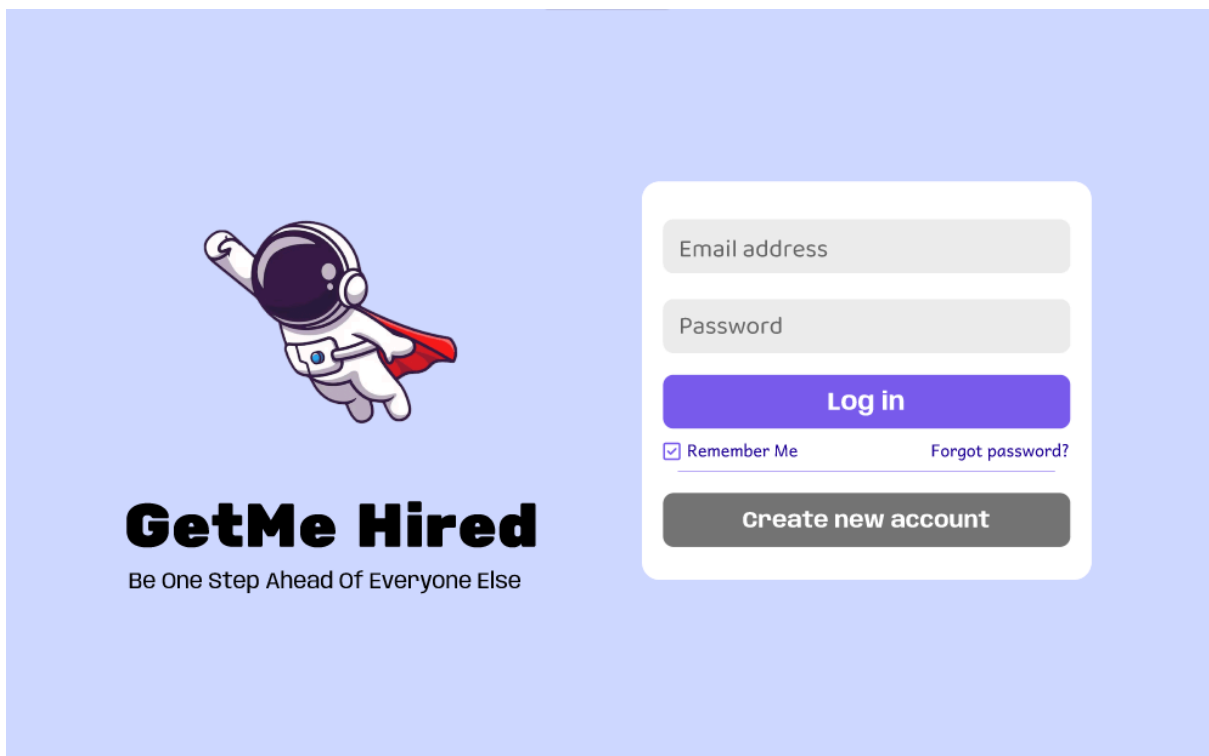 GetMe Hired
Be One Step Ahead Of Everyone Else
Email address
Password
Log in
Remember Me
Forgot password?
Create new account